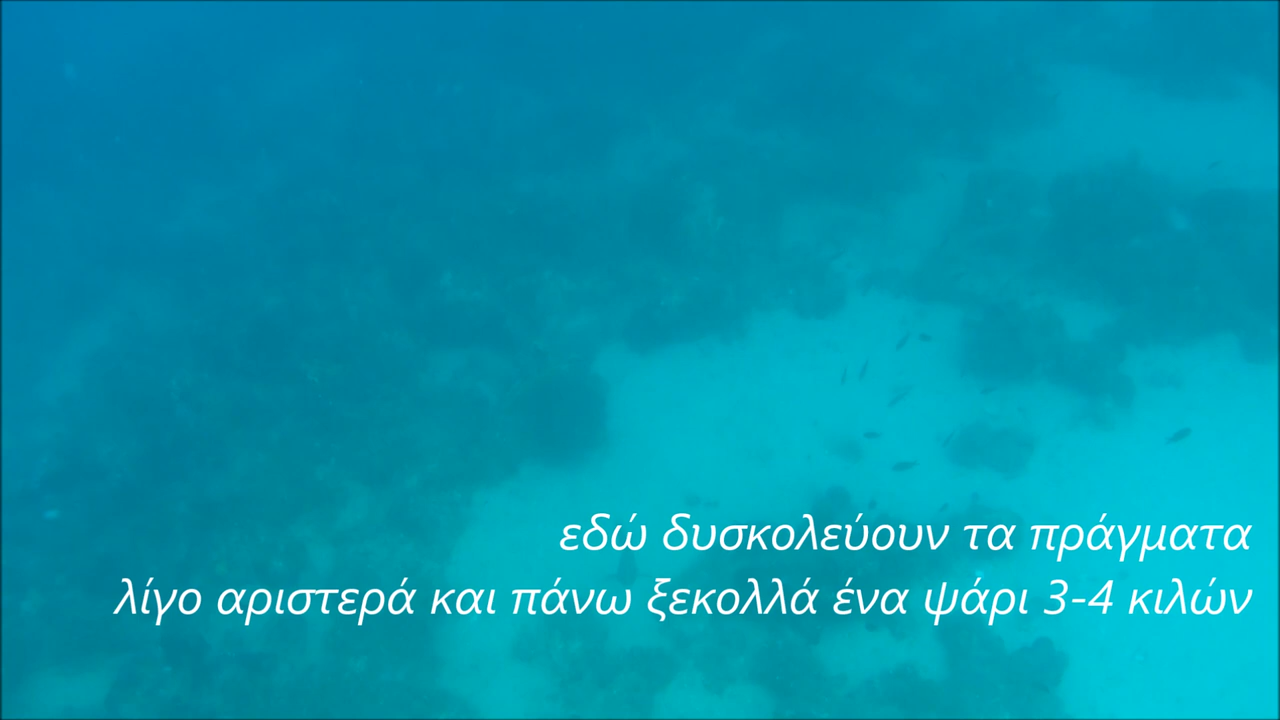 εδώ δυσκολεύουν τα πράγματα
λίγο αριστερά και πάνω ξεκολλά ένα ψάρι 3-4 κιλών